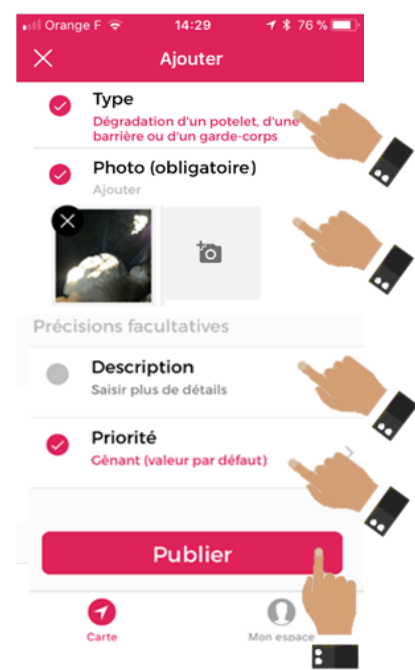 Orange F 14:29 76 %
Ajouter
Type
Dégradation d'un potelet, d'une
barrière ou d'un garde-corps
Photo (obligatoire)
Ajouter
Précisions facultatives
Description
Saisir plus de détails
Priorité
Gênant (valeur par défaut)
Publier
Carte
Mon espace